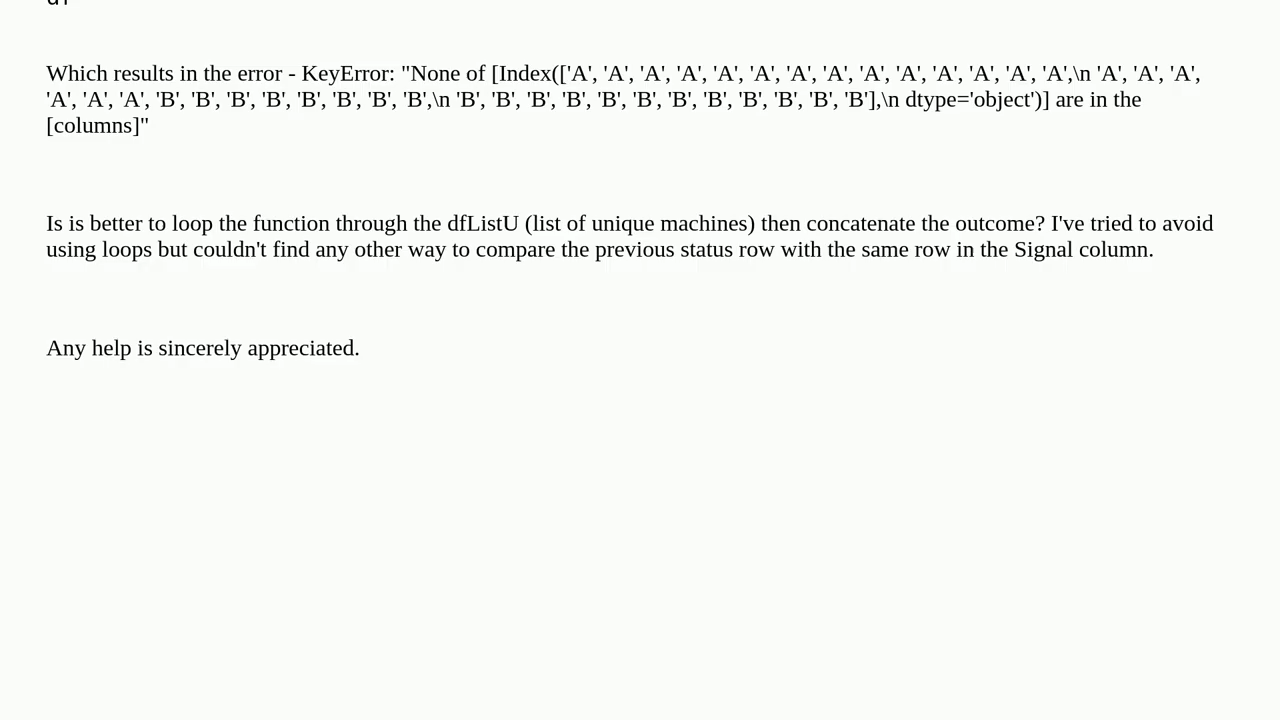 Which results in the error - KeyError: "None of [Index(['A', 'A', 'A', 'A', 'A', 'A', 'A', 'A', 'A', 'A', 'A', 'A', 'A', 'A',\n 'A', 'A', 'A',
'A', 'A', 'A', 'B', 'B', 'B', 'B', 'B', 'B', 'B', 'B',\n 'B', 'B', 'B', 'B', 'B', 'B', 'B', 'B', 'B', 'B', 'B', 'B'],\n dtype='object')] are in the
[columns]"
Is is better to loop the function through the dfListU (list of unique machines) then concatenate the outcome? I've tried to avoid
using loops but couldn't find any other way to compare the previous status row with the same row in the Signal column.
Any help is sincerely appreciated.